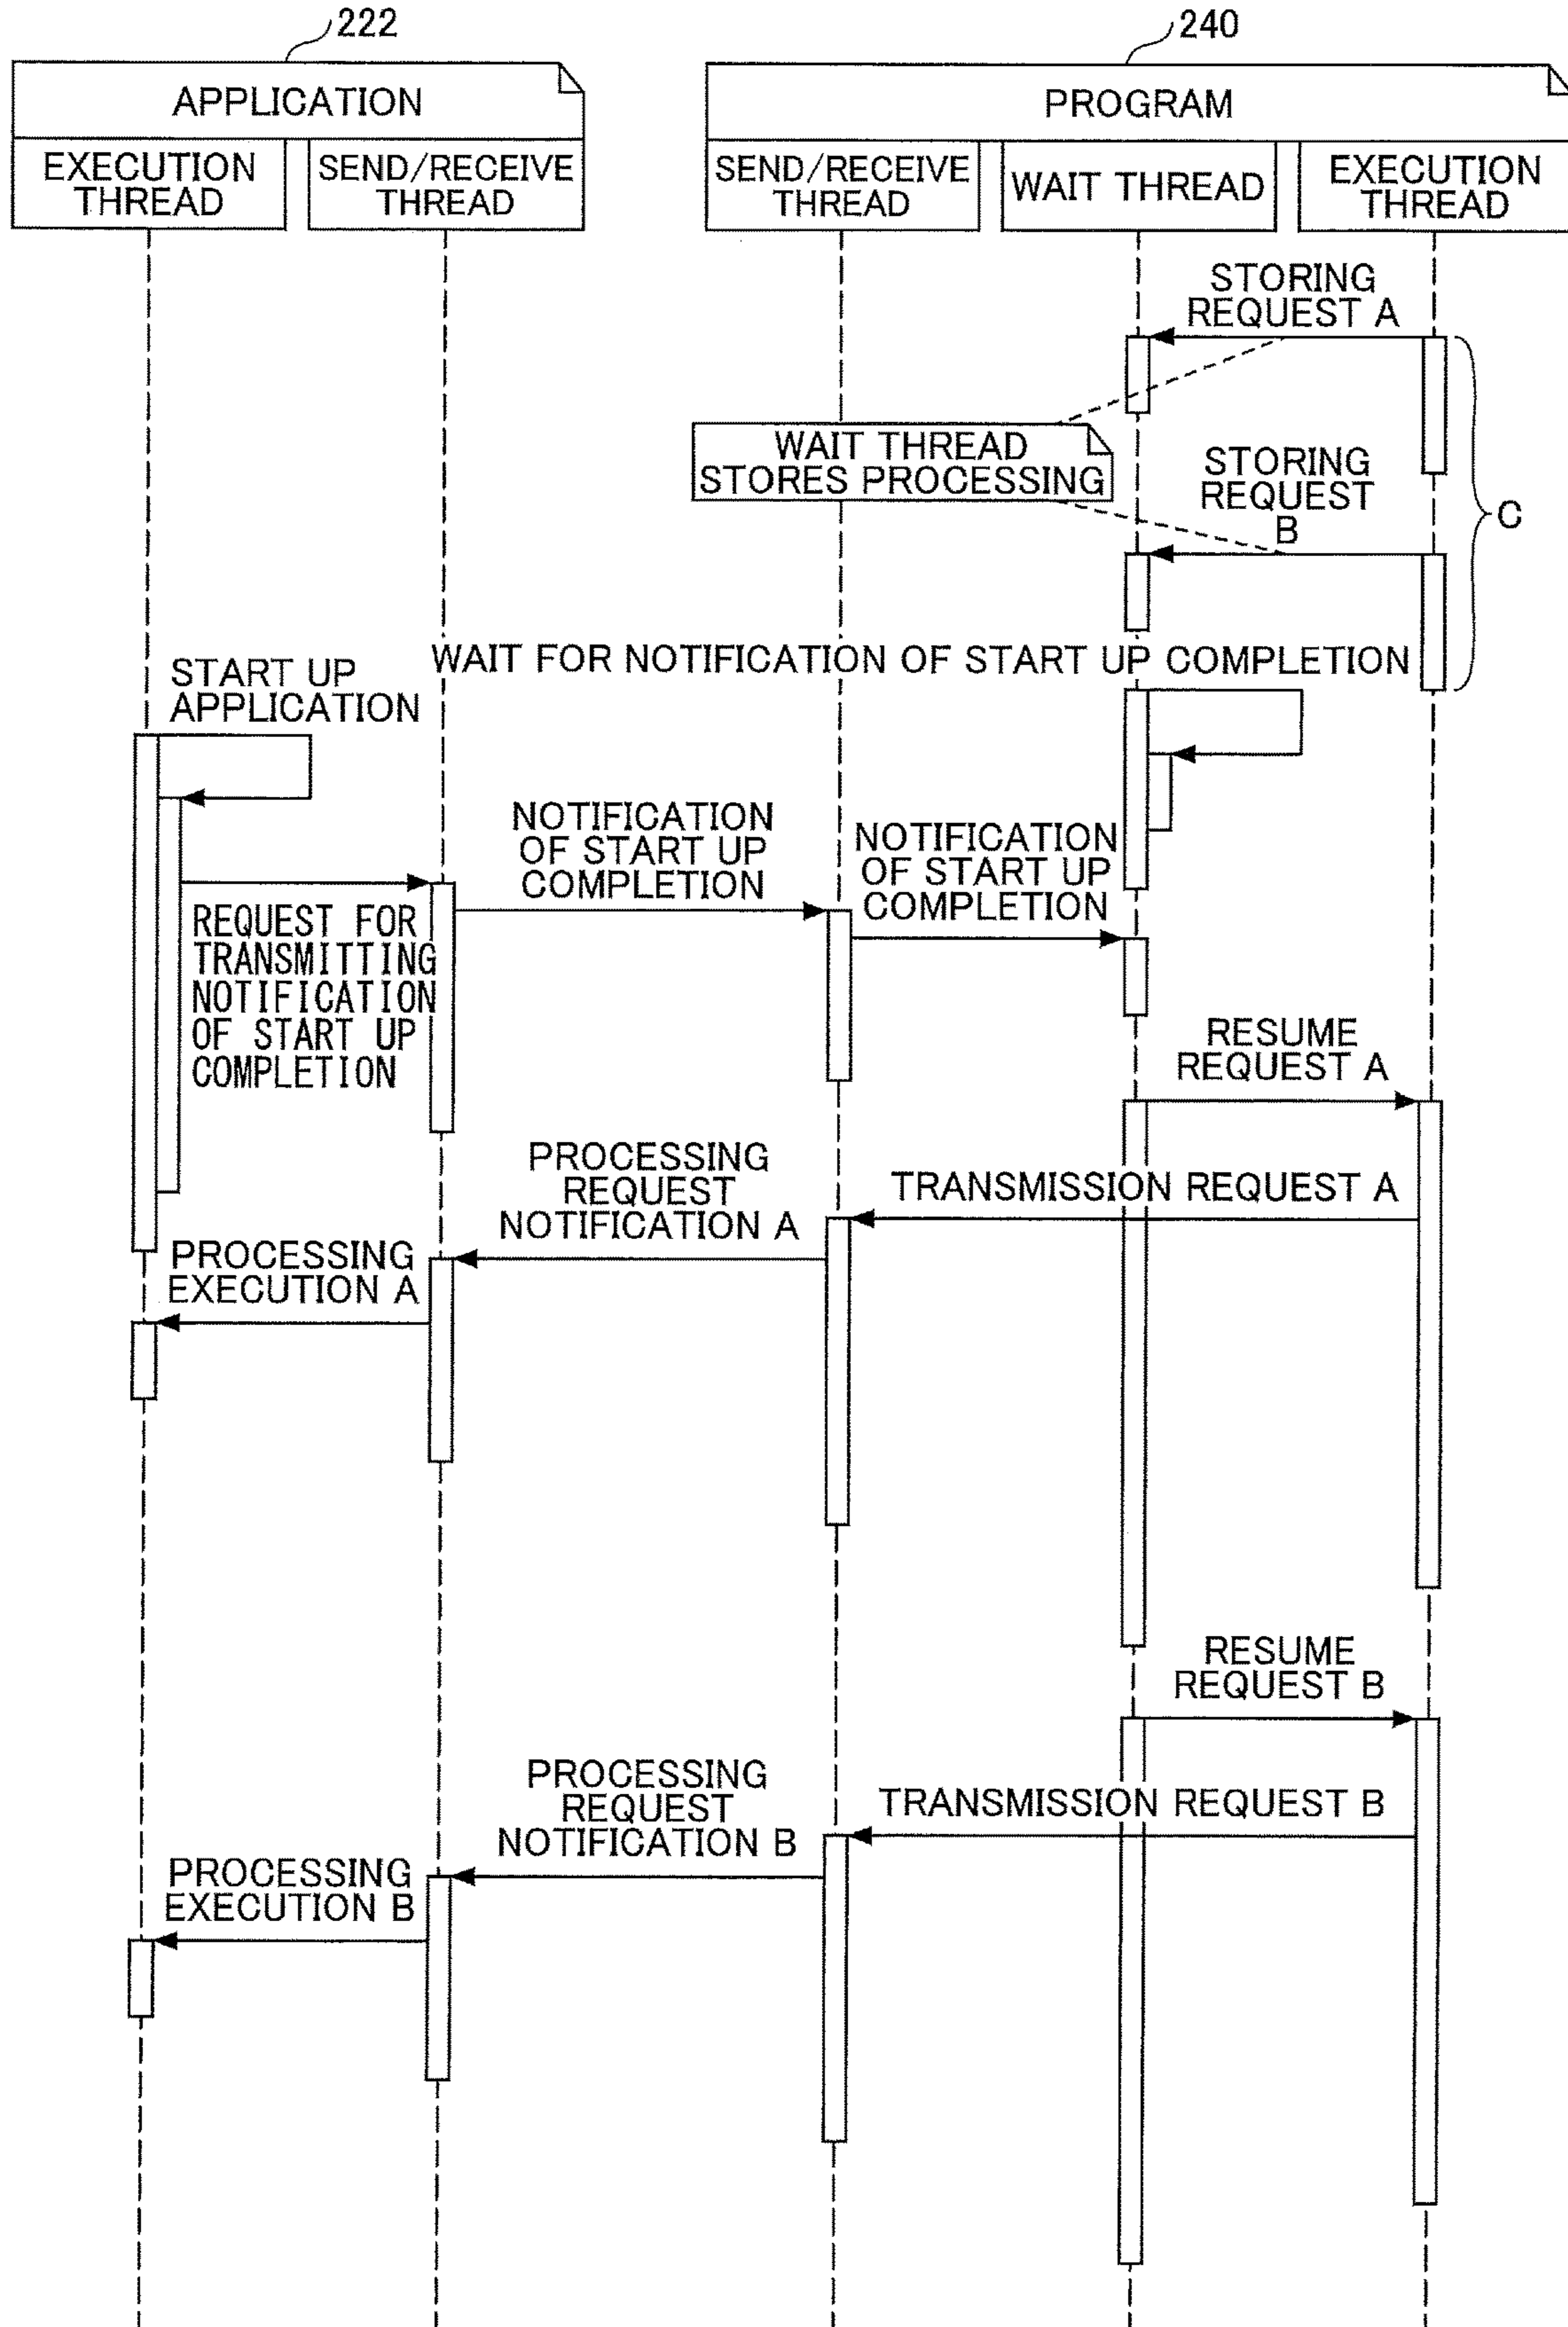 222
240
APPLICATION
PROGRAM
EXECUTION
THREAD
SEND/RECEIVE
THREAD
SEND/RECEIVE
THREAD
WAIT THREAD
EXECUTION
THREAD
STORING
REQUEST A
WAIT THREAD
STORES PROCESSING
STORING
REQUEST
B
C
WAIT FOR NOTIFICATION OF START UP COMPLETION
START UP
APPLICATION
NOTIFICATION
OF START UP
COMPLETION
NOTIFICATION
OF START UP
COMPLETION
REQUEST FOR
TRANSMITTING
NOTIFICATION
OF START UP
COMPLETION
RESUME
REQUEST A
TRANSMISSION REQUEST A
PROCESSING
REQUEST
NOTIFICATION A
PROCESSING
EXECUTION A
RESUME
REQUEST B
TRANSMISSION REQUEST B
PROCESSING
REQUEST
NOTIFICATION B
PROCESSING
EXECUTION B